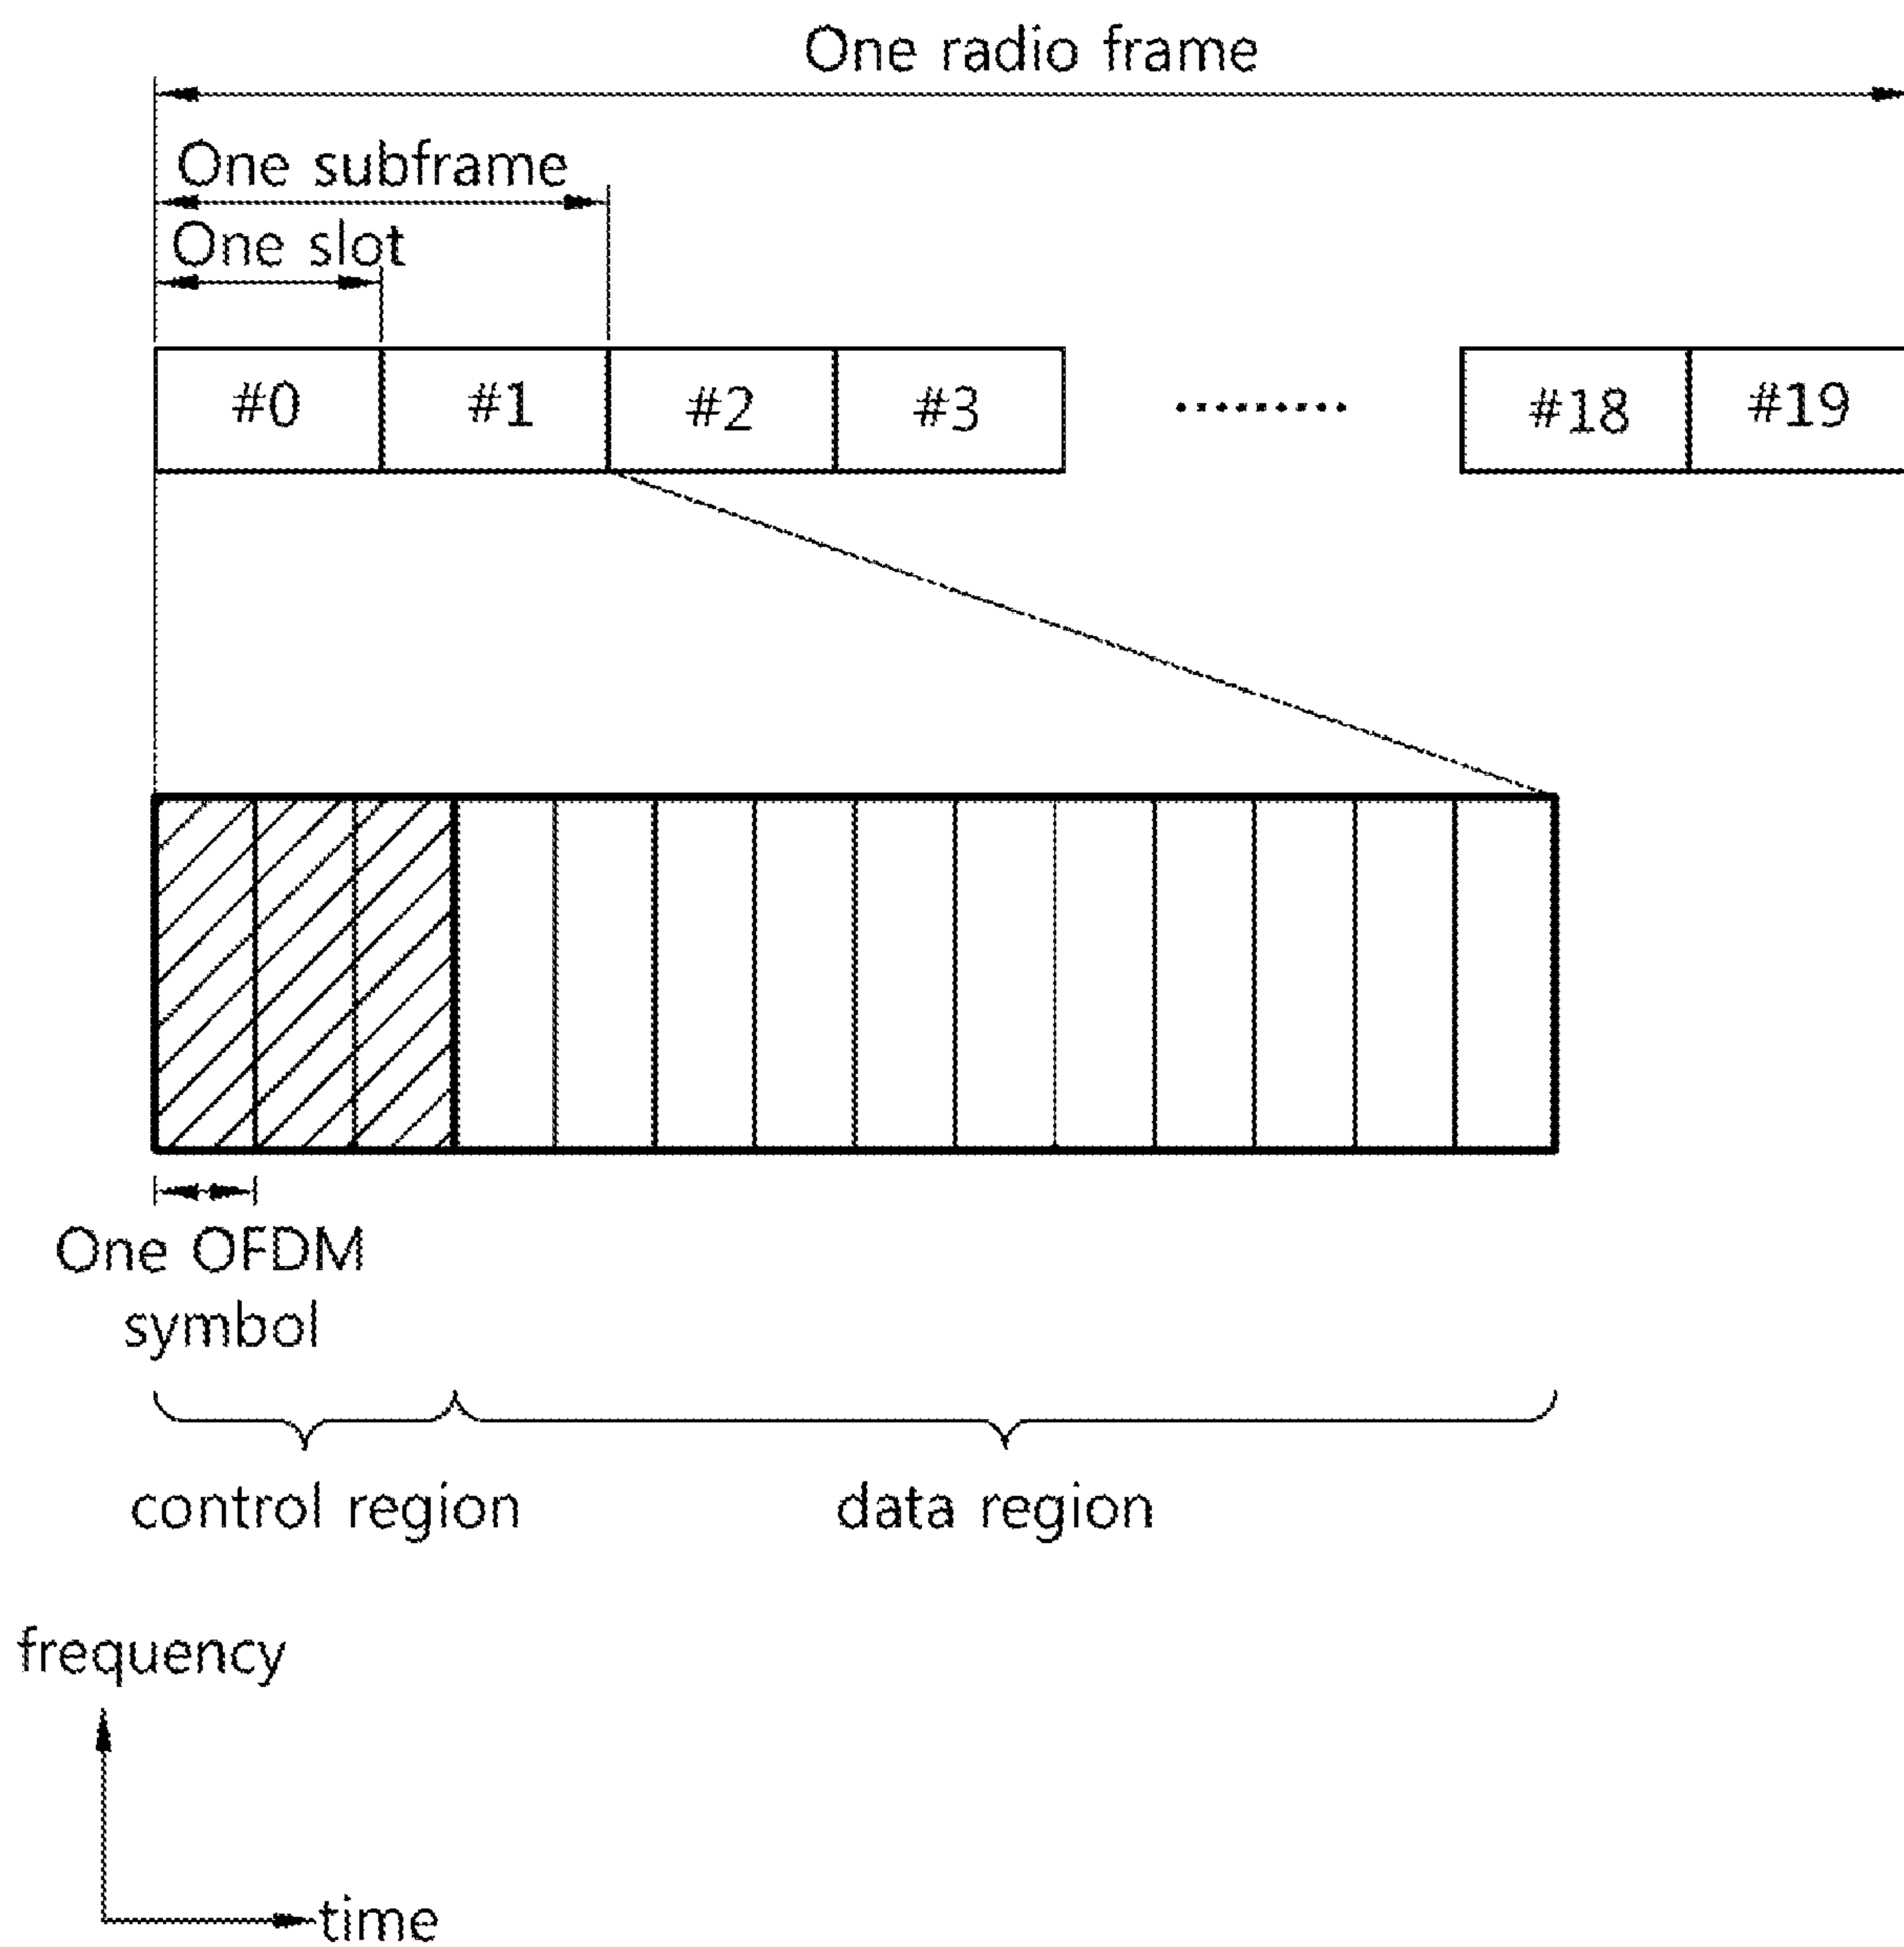 One radio frame
One subframe
One slot
#0 #1 #2 #3 ......... #18 #19
One OFDM
symbol
control region data region
frequency
time